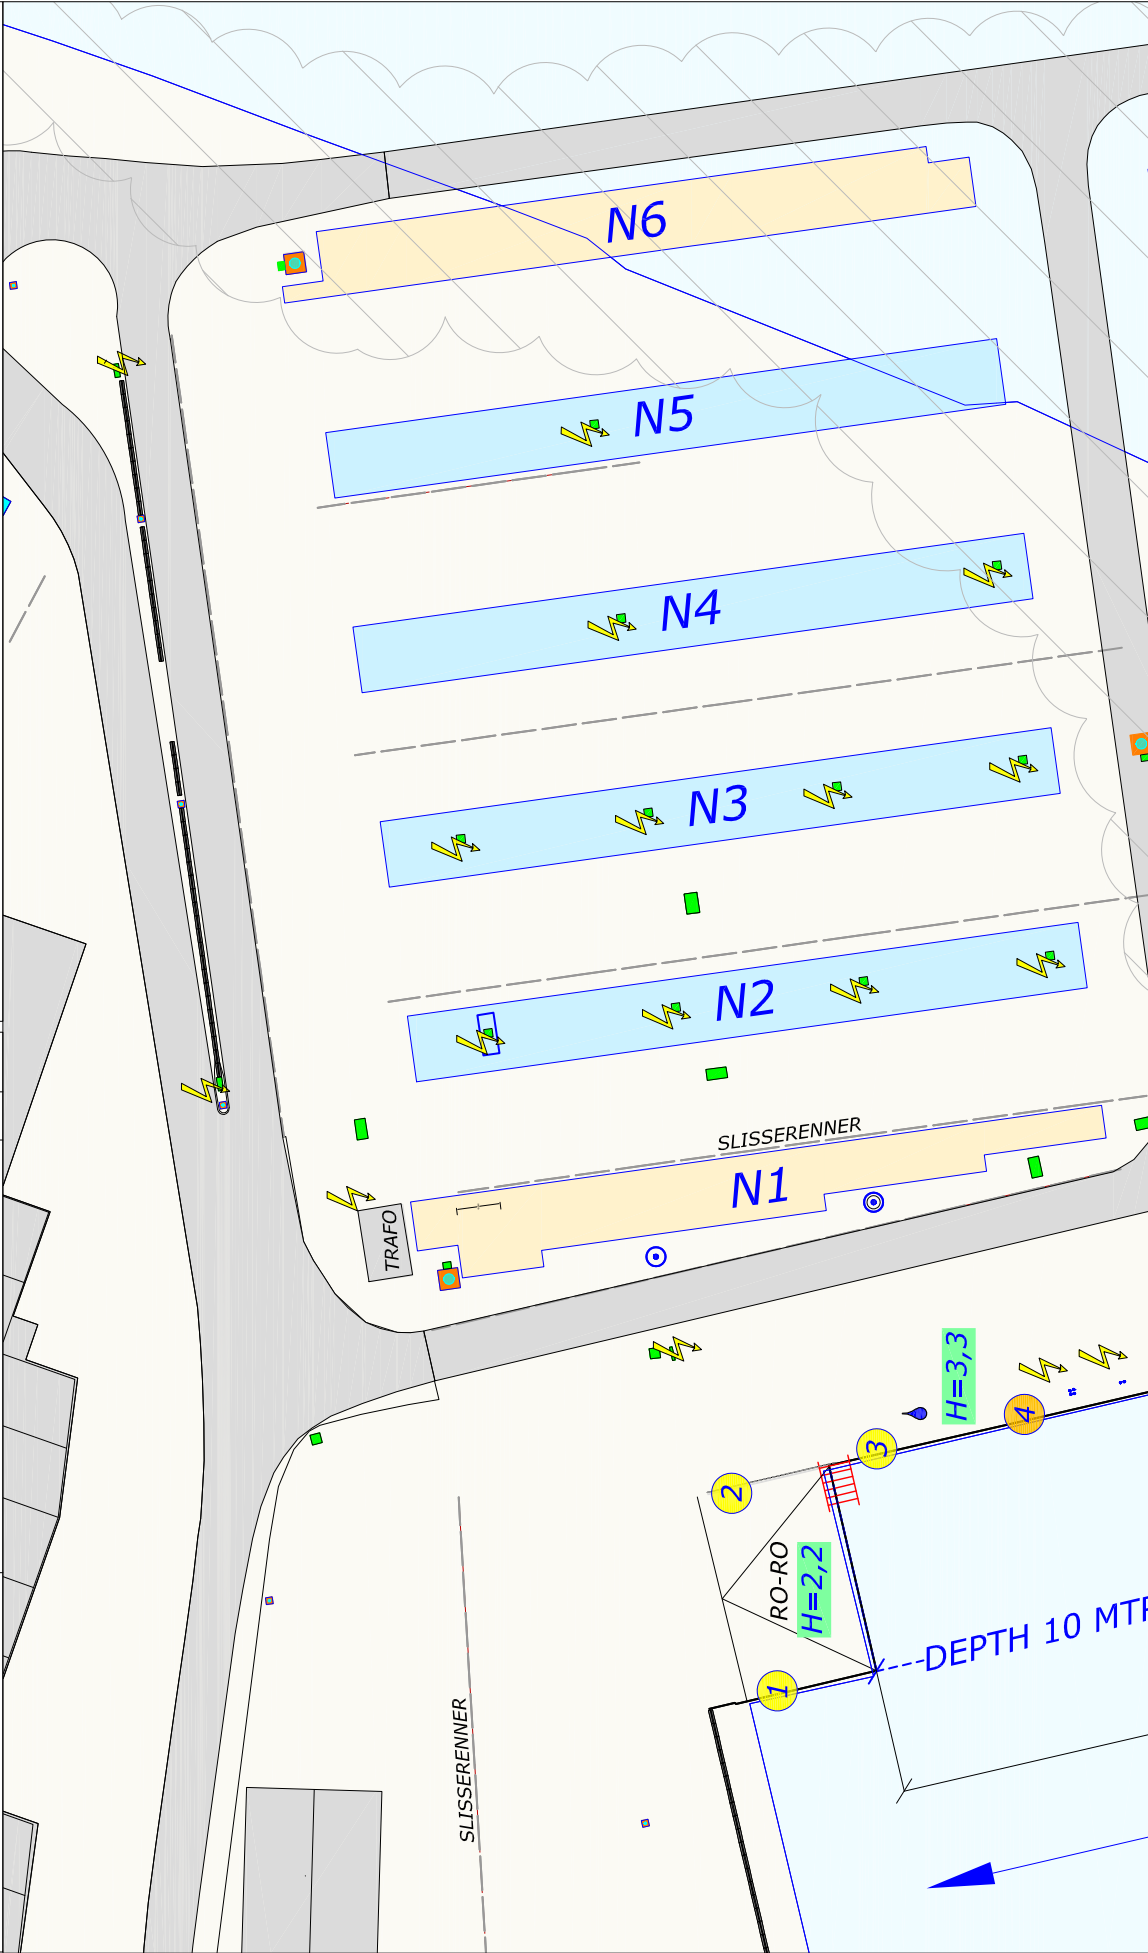 N6
N5
N4
N3
N2
SLISSERENNER
N1
TRAFO
H=3,3
4
3
2
RO-RO
H=2,2
DEPTH 10 MTR
1
SLISSERENNER